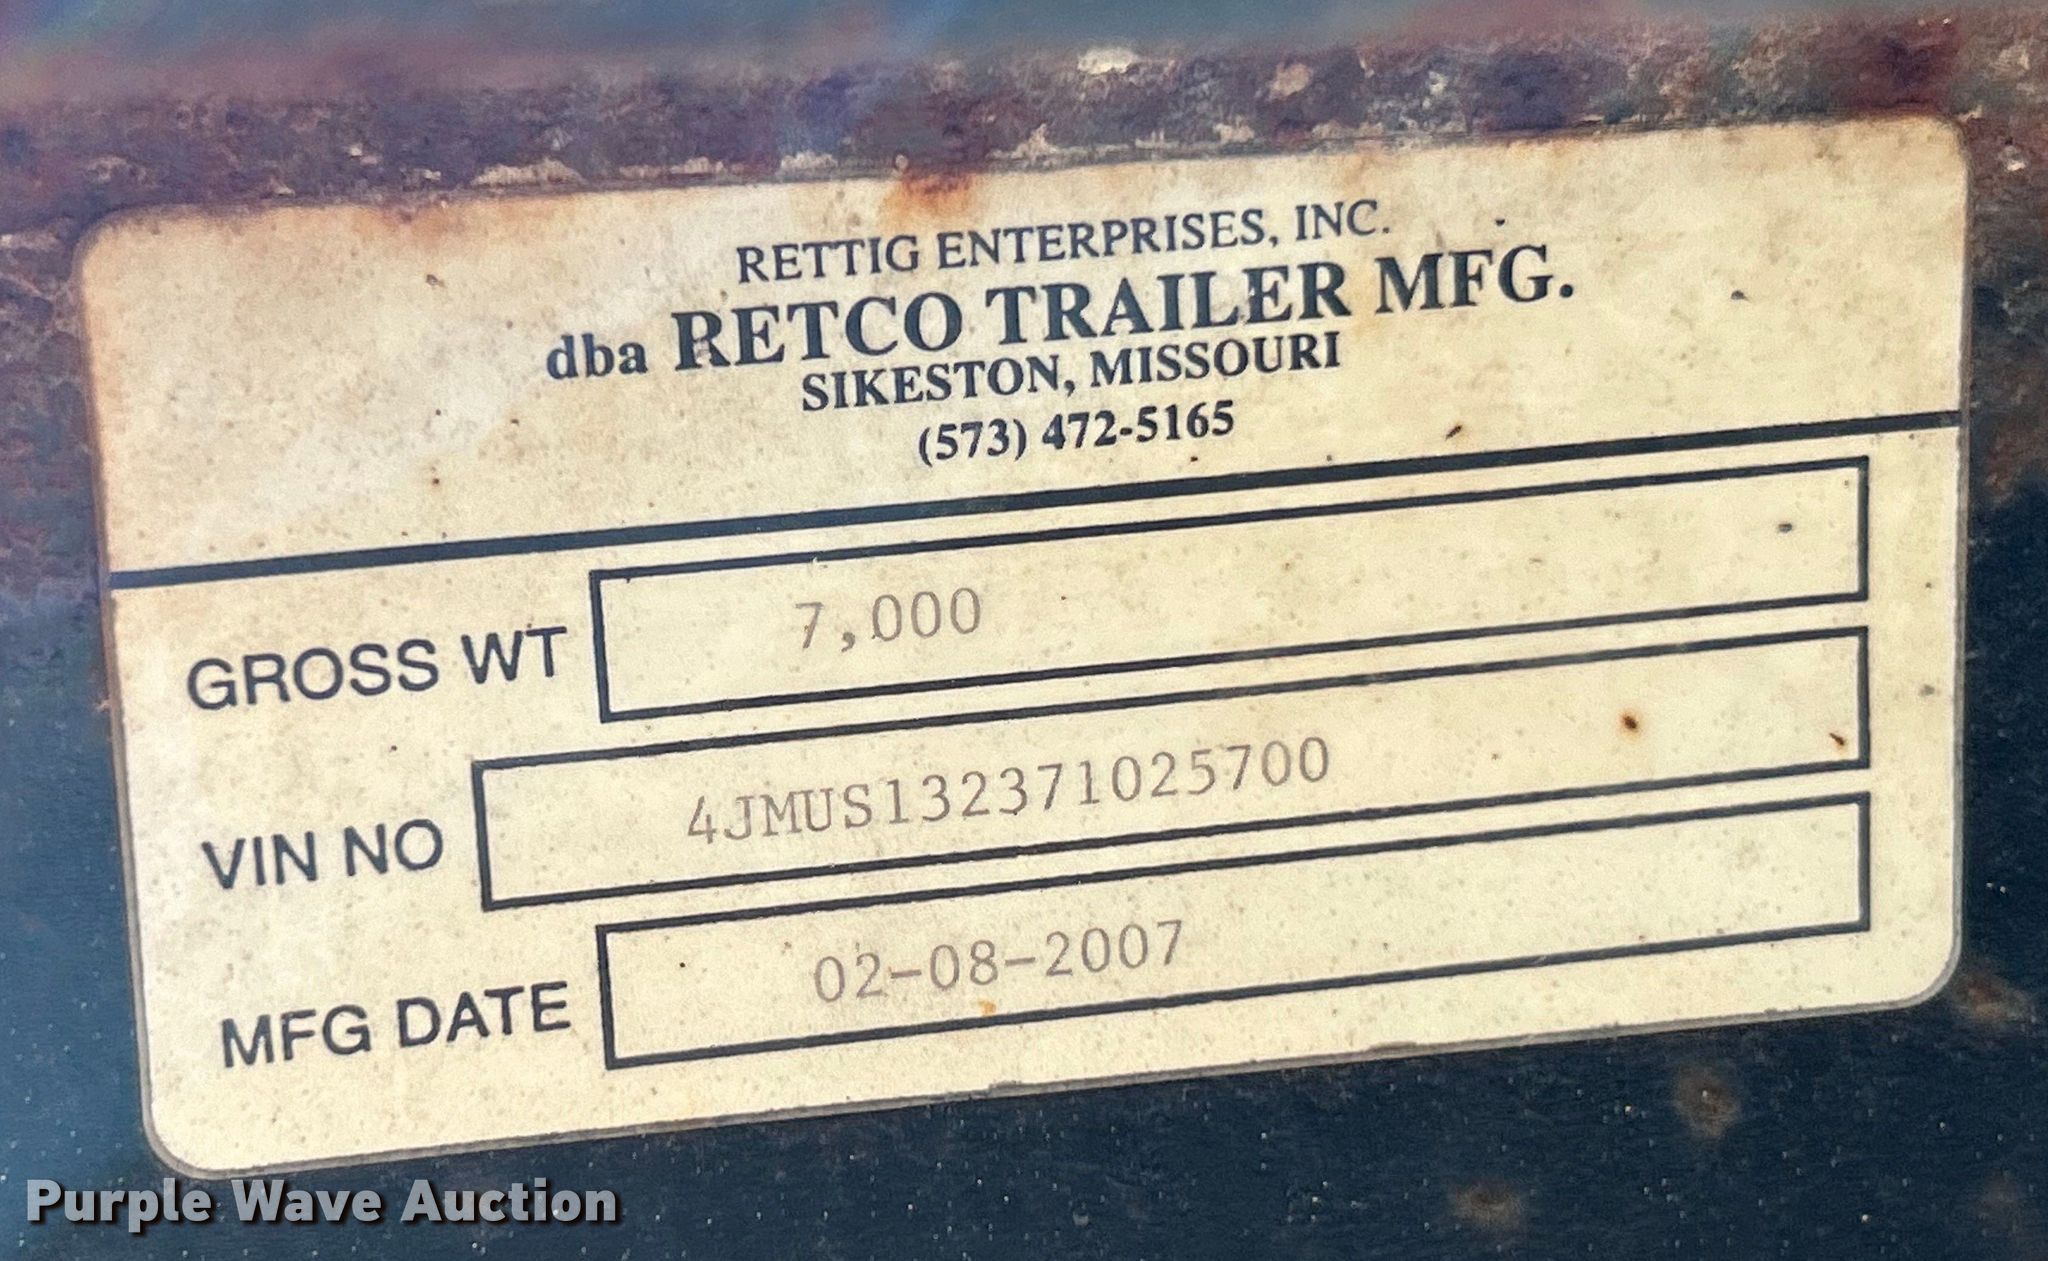 RETTIG ENTERPRISES, INC.
dba RETCO TRAILER MFG.
SIKESTON, MISSOURI
(573) 472-5165
GROSS WT 7,000
VIN NO 4JMUS132371025700
MFG DATE 02-08-2007
Purple Wave Auction